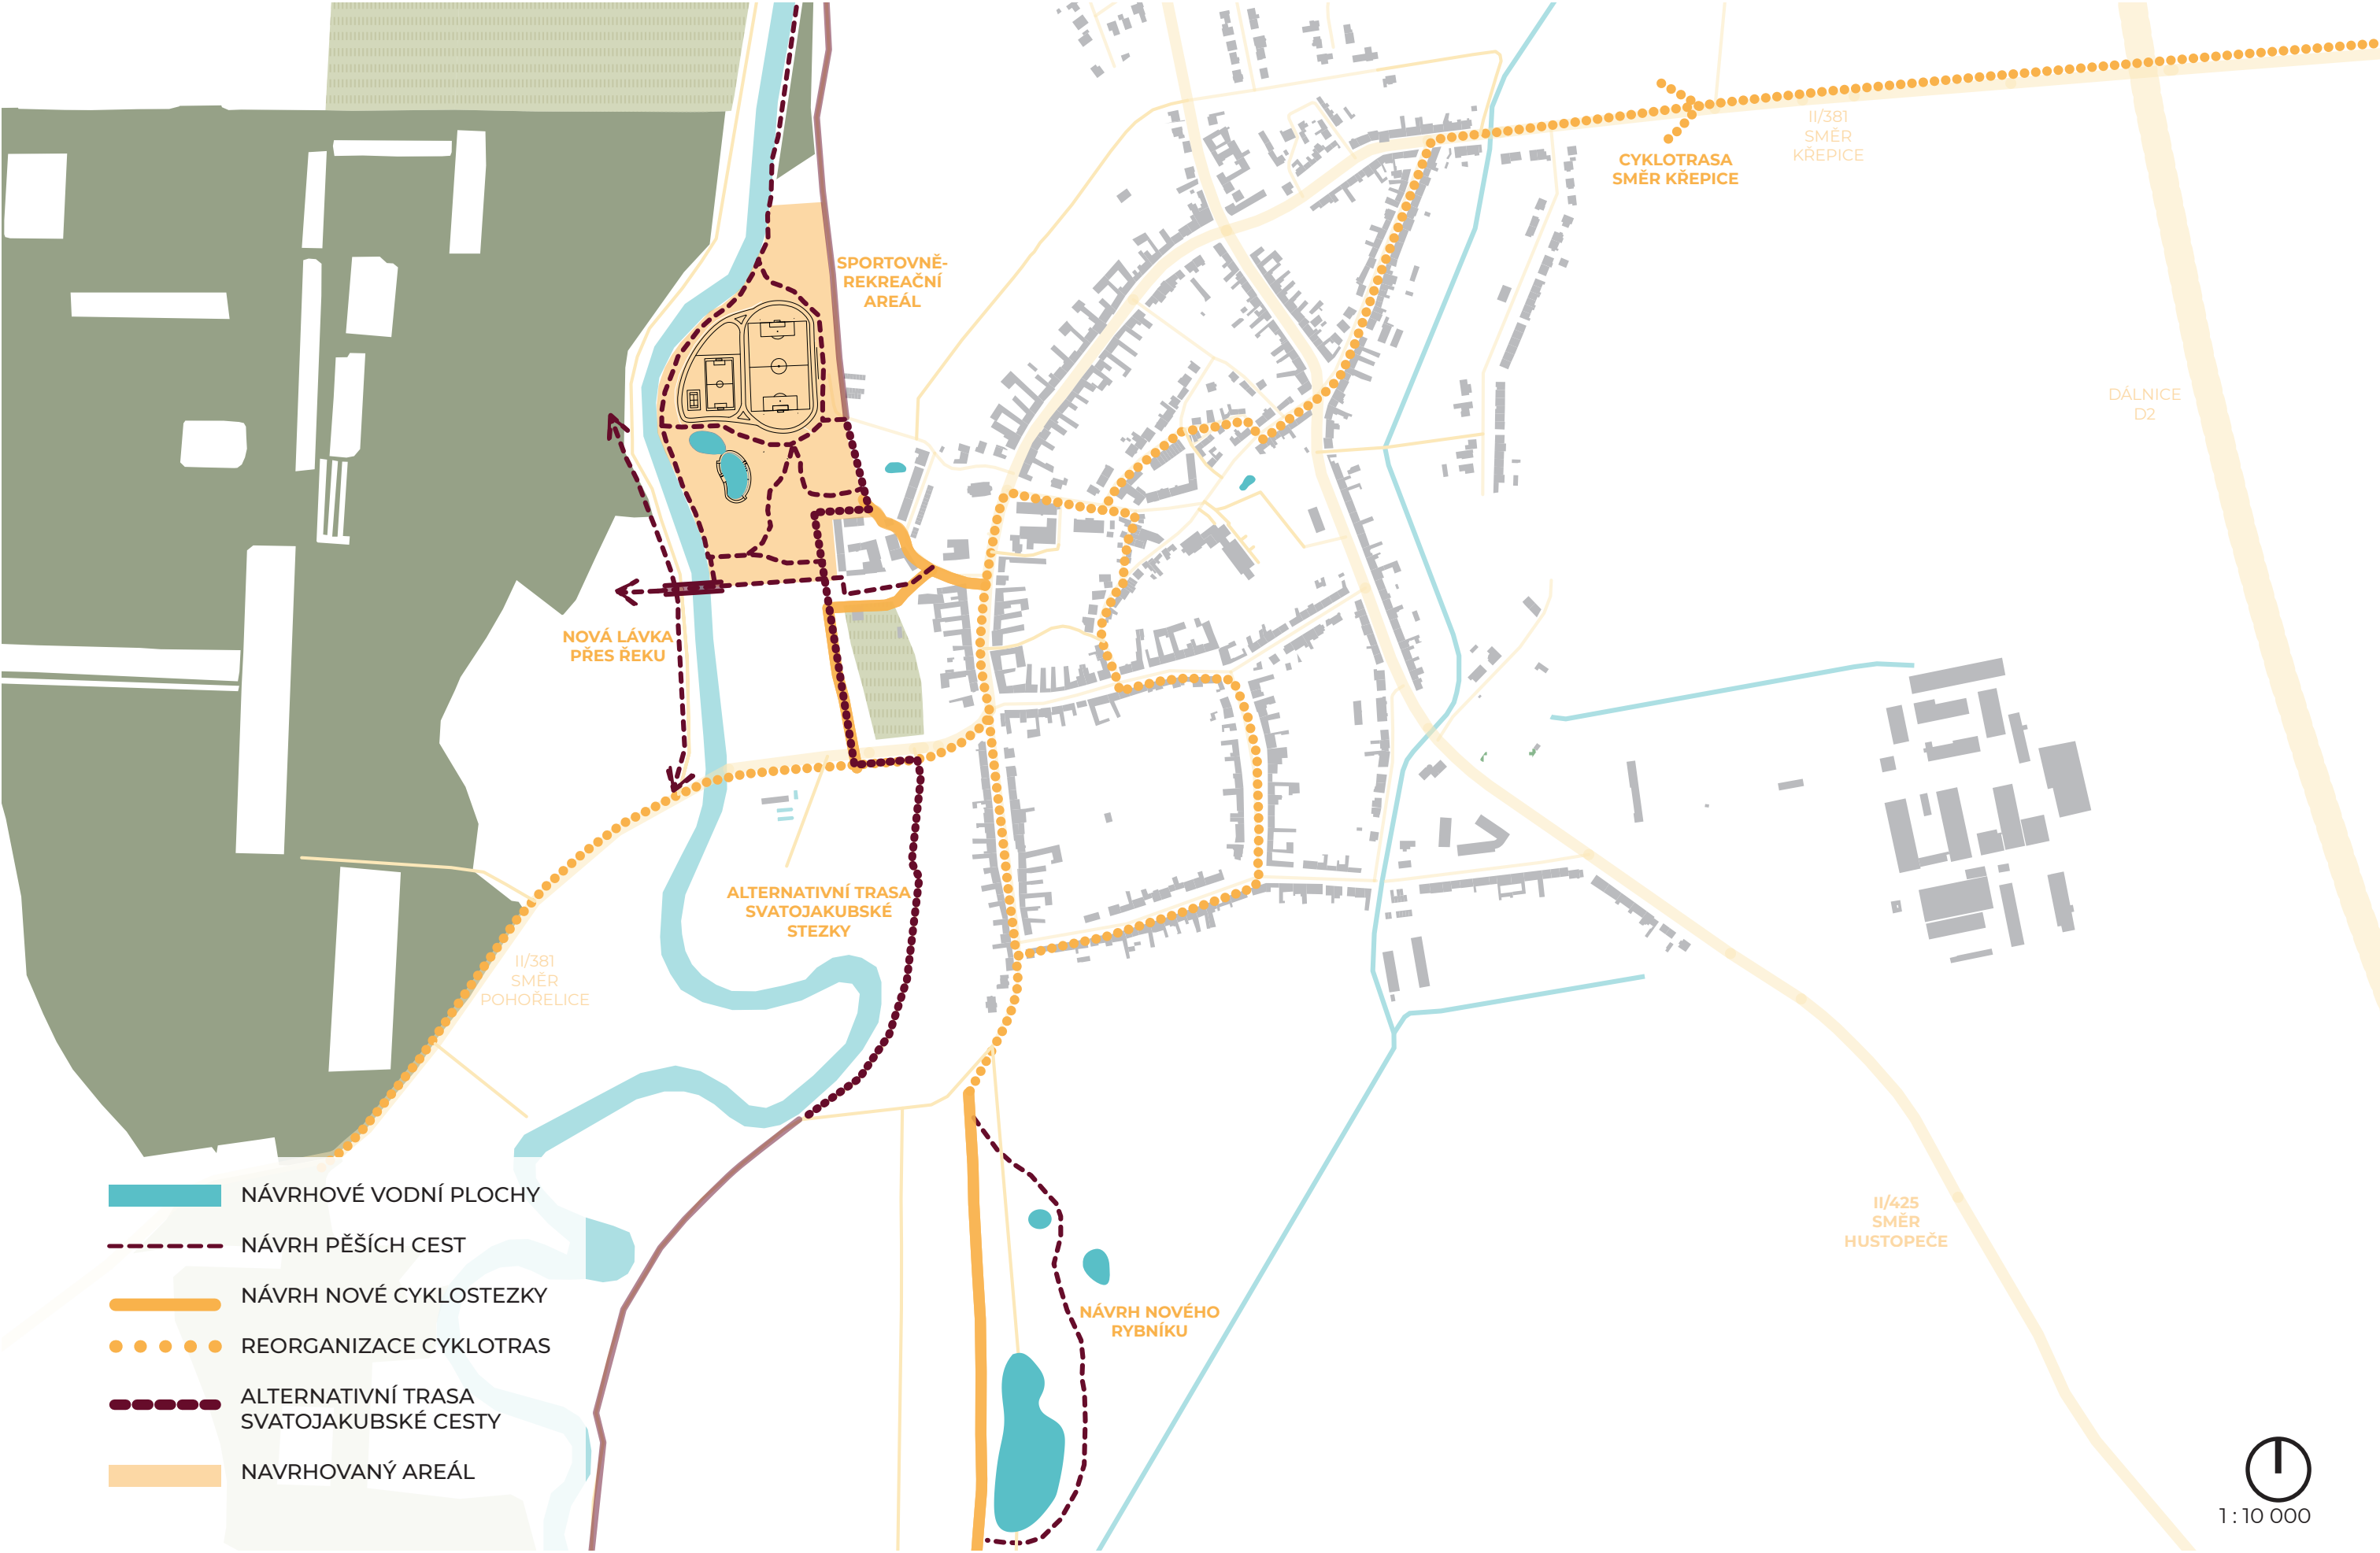 II/381
SMĚR
KŘEPICE
CYKLOTRASA
SMĚR KŘEPICE
SPORTOVNĚ-
REKREAČNÍ
AREÁL
DÁLNICE
D2
NOVÁ LÁVKA
PŘES ŘEKU
ALTERNATIVNÍ TRASA
SVATOJAKUBSKÉ
STEZKY
II/381
SMĚR
POHOŘELICE
NÁVRHOVÉ VODNÍ PLOCHY
NÁVRH PĚŠÍCH CEST
NÁVRH NOVÉ CYKLOSTEZKY
REORGANIZACE CYKLOTRAS
ALTERNATIVNÍ TRASA
SVATOJAKUBSKÉ CESTY
NAVRHOVANÝ AREÁL
NÁVRH NOVÉHO
RYBNÍKU
II/425
SMĚR
HUSTOPEČE
1 : 10 000